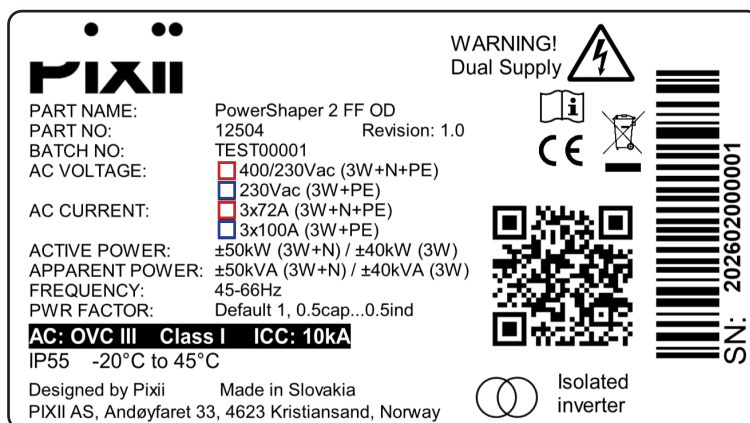 Pixii
WARNING!
Dual Supply
PART NAME: PowerShaper 2 FF OD
PART NO: 12504 Revision: 1.0
BATCH NO: TEST00001
AC VOLTAGE: 400/230Vac (3W+N+PE)
230Vac (3W+PE)
AC CURRENT: 3x72A (3W+N+PE)
3x100A (3W+PE)
ACTIVE POWER: ±50kW (3W+N) / ±40kW (3W)
APPARENT POWER: ±50kVA (3W+N) / ±40kVA (3W)
FREQUENCY: 45-66Hz
PWR FACTOR: Default 1, 0.5cap...0.5ind
AC: OVC III Class I ICC: 10kA
IP55 -20°C to 45°C
Designed by Pixii Made in Slovakia
PIXII AS, Andøyfaret 33, 4623 Kristiansand, Norway
i
CE
Isolated
inverter
SN: 202602000001